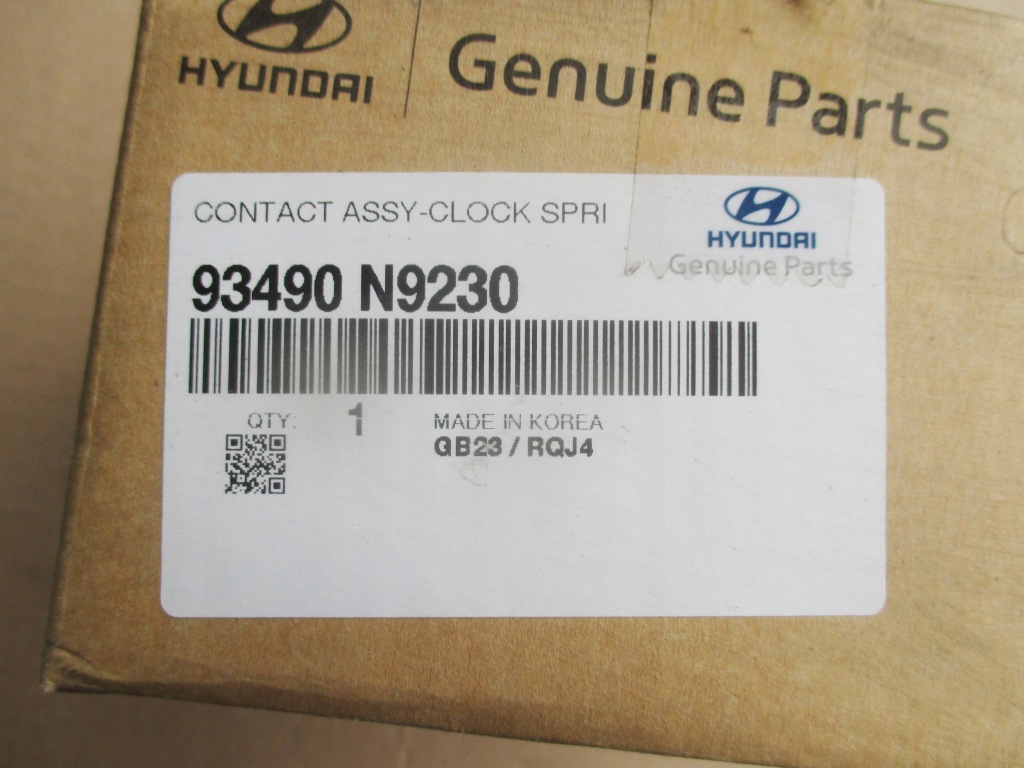 HYUNDAI
Genuine Parts
CONTACT ASSY-CLOCK SPRI
HYUNDAI
Genuine Parts
93490 N9230
QTY: 1
MADE IN KOREA
GB23 / RQJ4